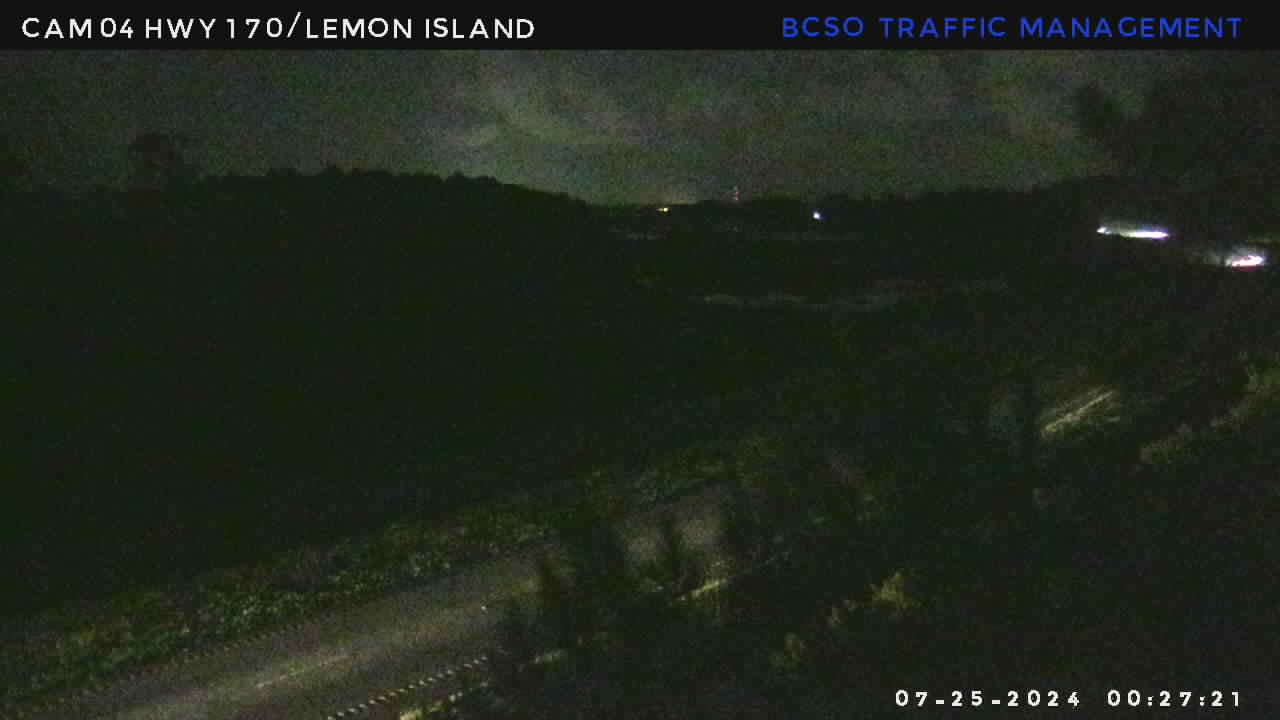 CAM04 HWY 170/LEMON ISLAND
BCSO TRAFFIC MANAGEMENT
07-25-2024 00:27:21